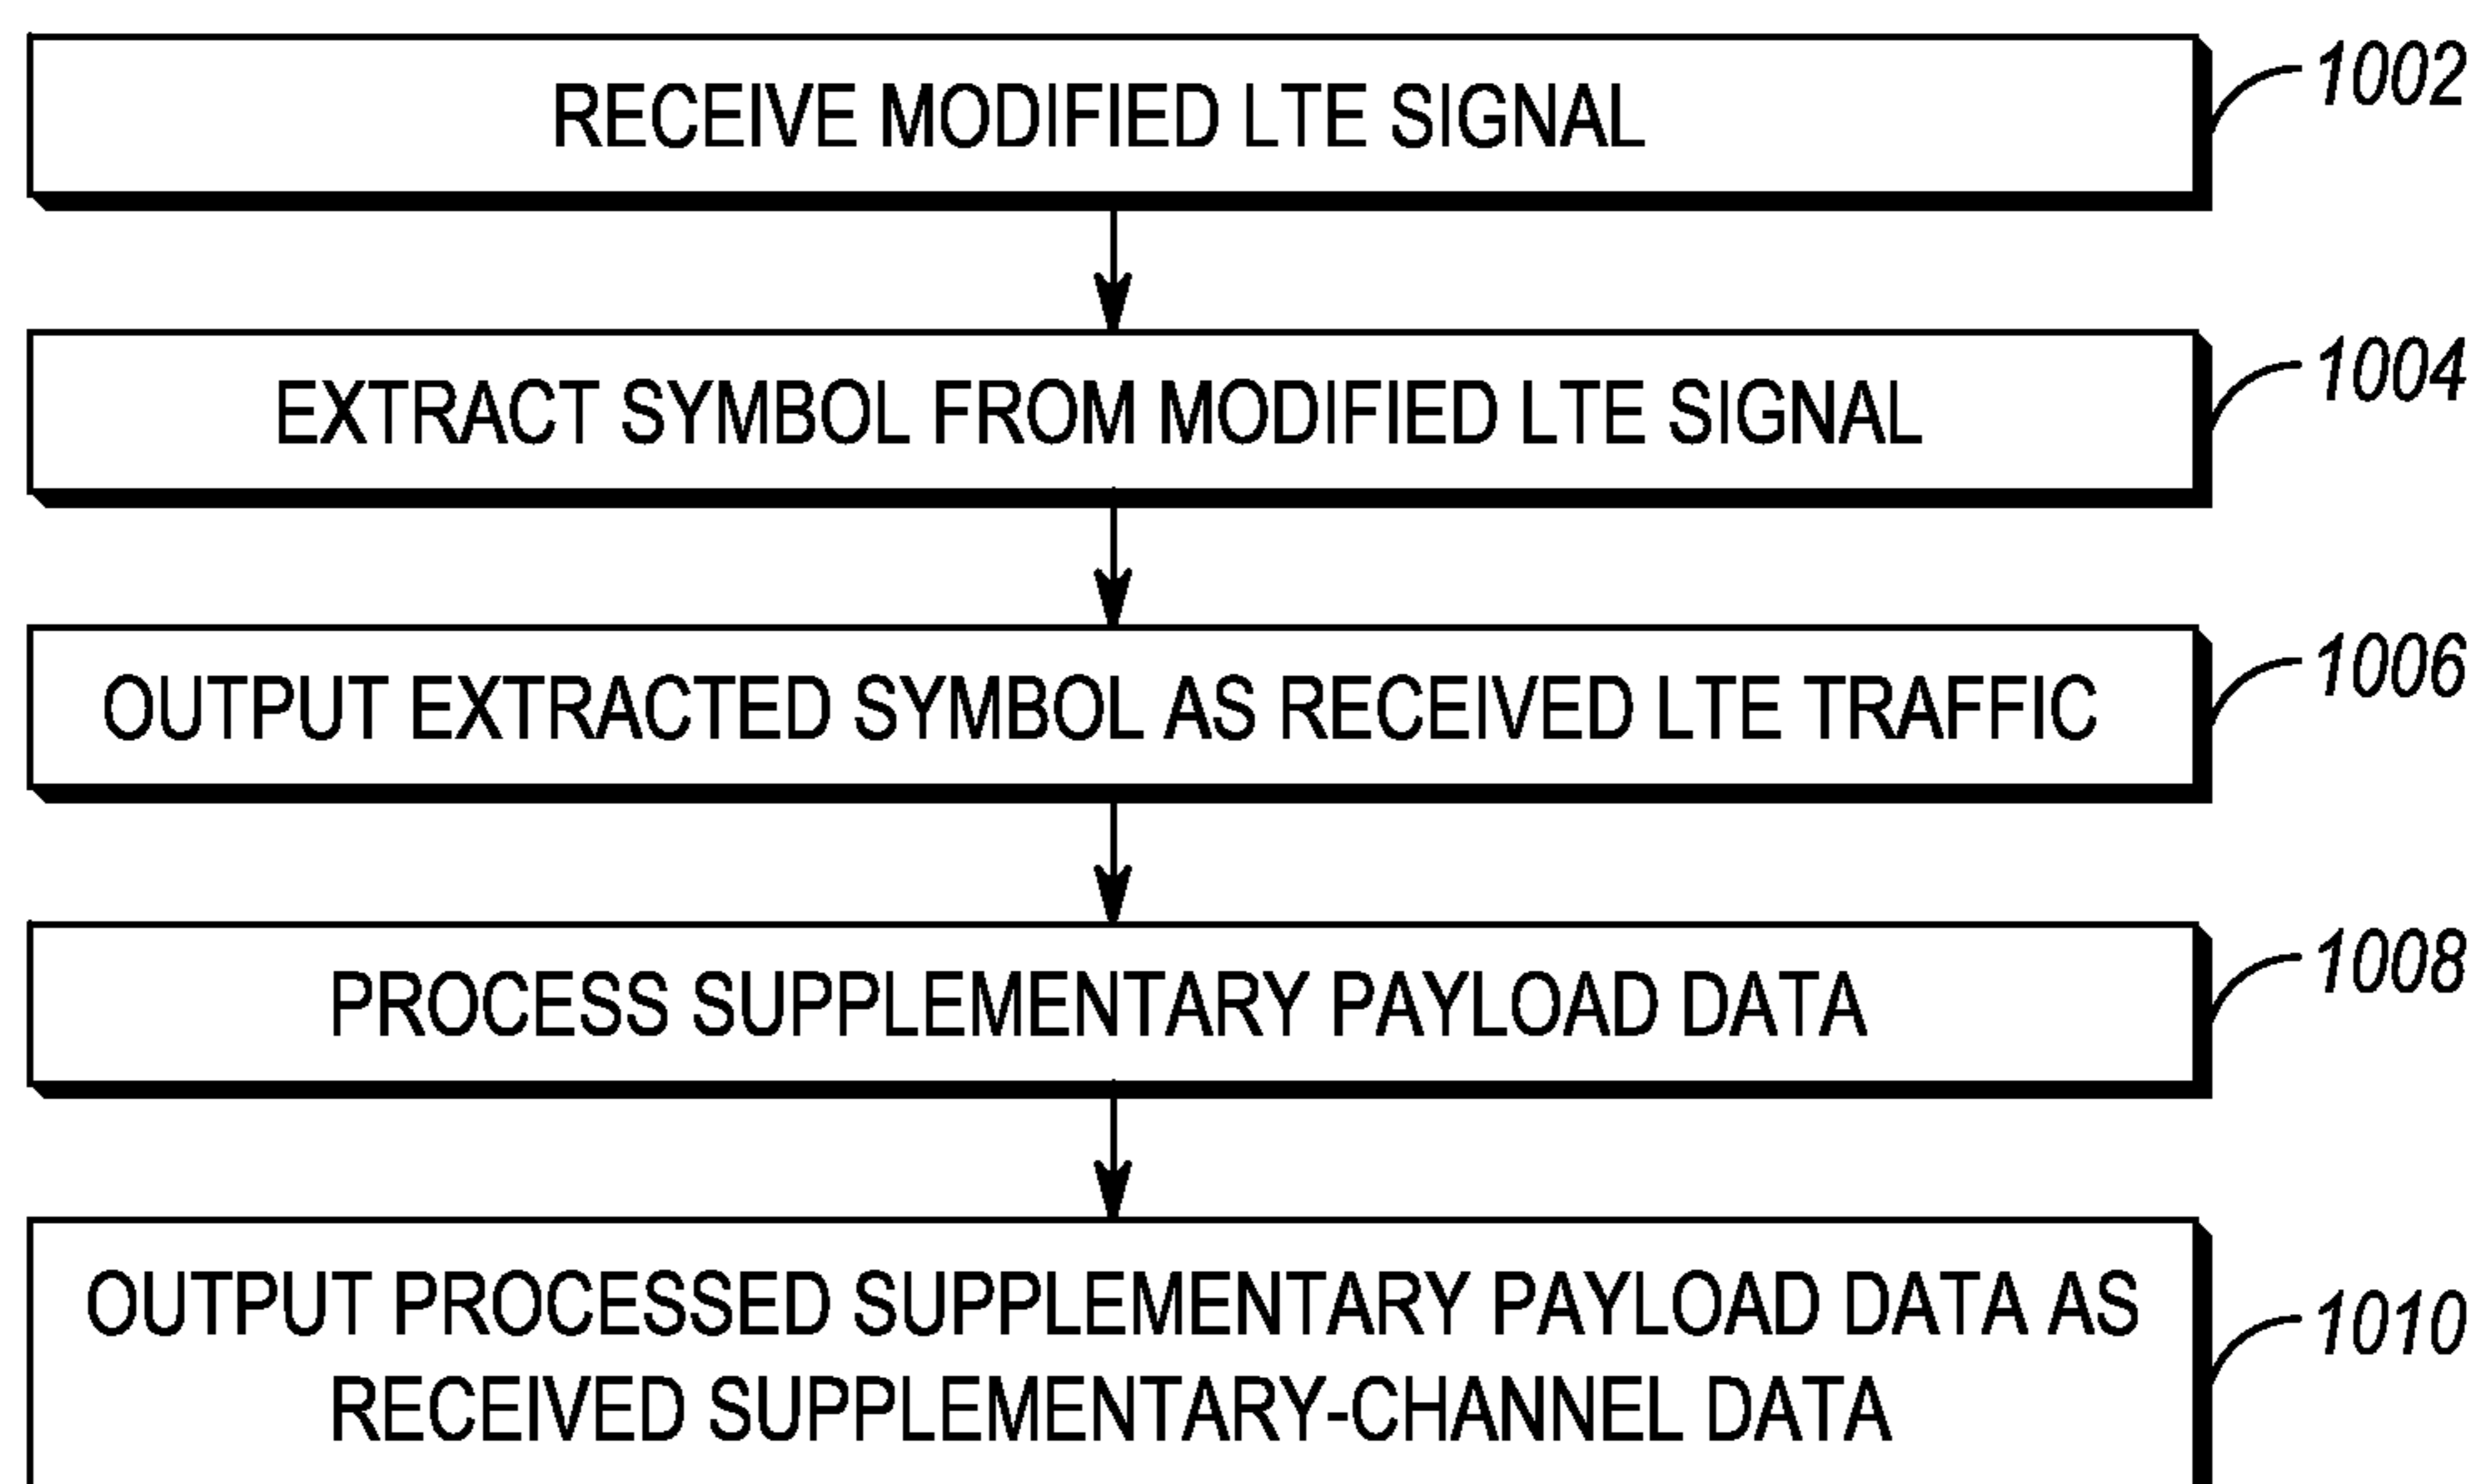 RECEIVE MODIFIED LTE SIGNAL
1002
EXTRACT SYMBOL FROM MODIFIED LTE SIGNAL
1004
OUTPUT EXTRACTED SYMBOL AS RECEIVED LTE TRAFFIC
1006
PROCESS SUPPLEMENTARY PAYLOAD DATA
1008
OUTPUT PROCESSED SUPPLEMENTARY PAYLOAD DATA AS
RECEIVED SUPPLEMENTARY-CHANNEL DATA
1010